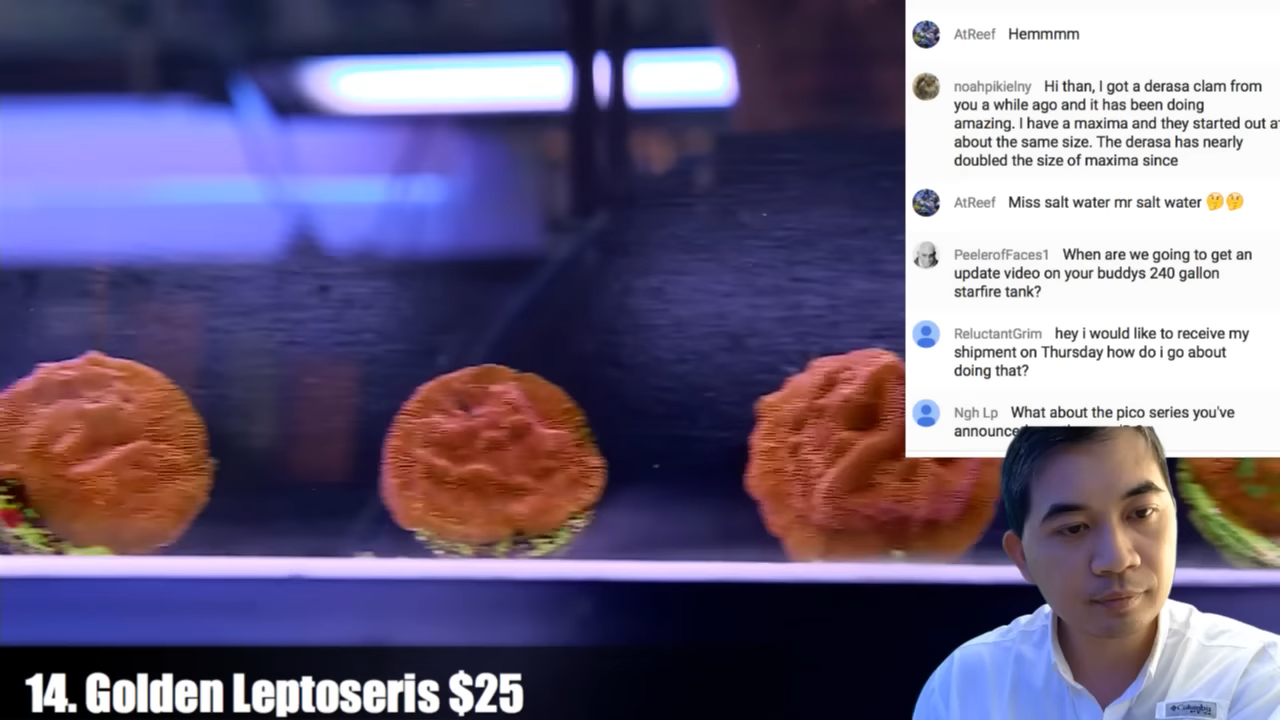 AtReef Hemmmm
noahpikielny Hi than, I got a derasa clam from
you a while ago and it has been doing
amazing. I have a maxima and they started out
about the same size. The derasa has nearly
doubled the size of maxima since
AtReef Miss salt water mr salt water 🤔🤔
PeelerofFaces1 When are we going to get an
update video on your buddys 240 gallon
starfire tank?
ReluctantGrim hey i would like to receive my
shipment on Thursday how do i go about
doing that?
Ngh Lp What about the pico series you've
14. Golden Leptoseris $25
Columbia